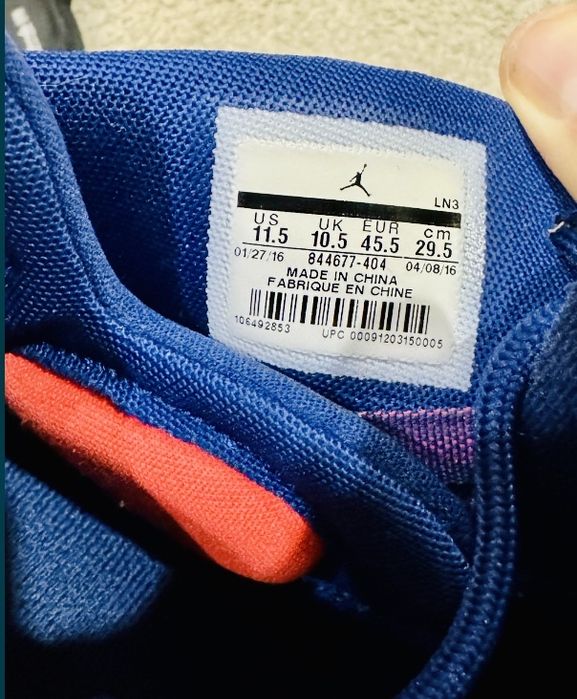 LN3
US UK EUR cm
11.5 10.5 45.5 29.5
01/27/16 844677-404 04/08/16
MADE IN CHINA
FABRIQUE EN CHINE
106492853 UPC 00091203150005